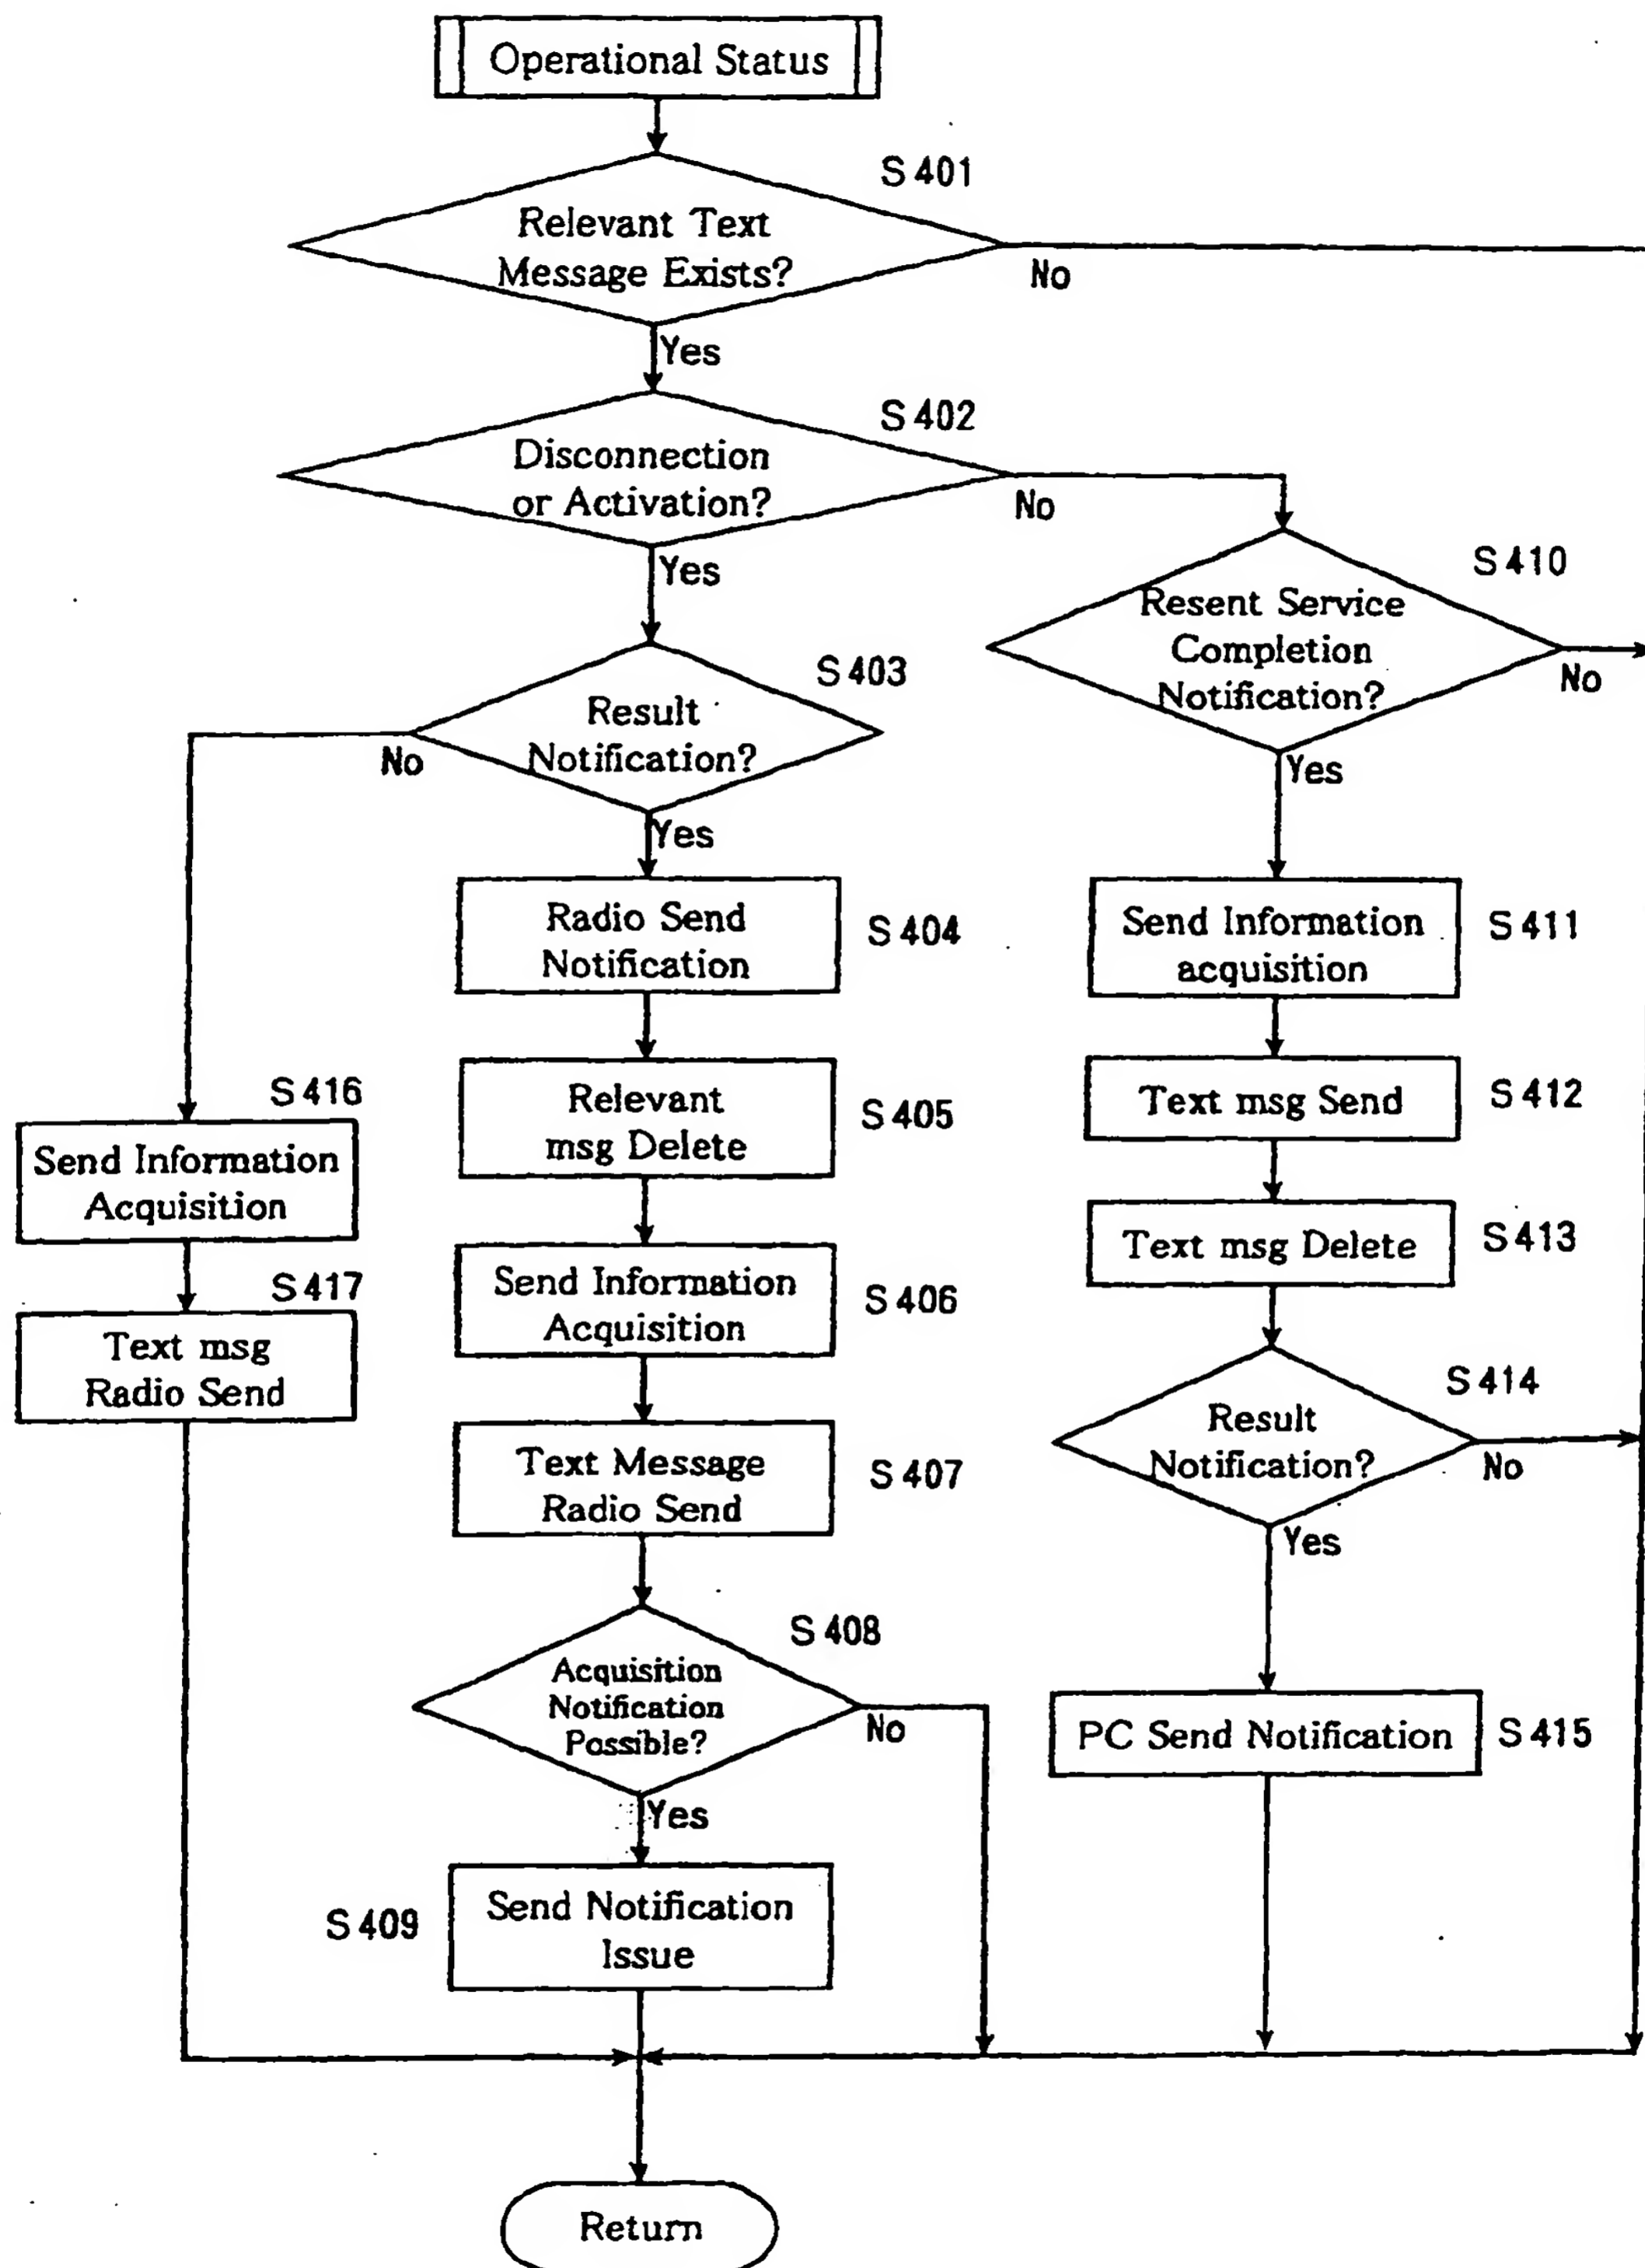 Operational Status
S401
Relevant Text
Message Exists?
No
Yes
S402
Disconnection
or Activation?
No
Yes
S410
Resent Service
Completion
Notification?
No
Yes
S403
Result
Notification?
No
Yes
Radio Send
Notification
S404
Send Information
acquisition
S411
Relevant
msg Delete
S405
Text msg Send
S412
S416
Send Information
Acquisition
Send Information
Acquisition
S406
Text msg Delete
S413
S417
Text msg
Radio Send
Text Message
Radio Send
S407
S414
Result
Notification?
No
Yes
S408
Acquisition
Notification
Possible?
No
Yes
PC Send Notification
S415
S409
Send Notification
Issue
Return